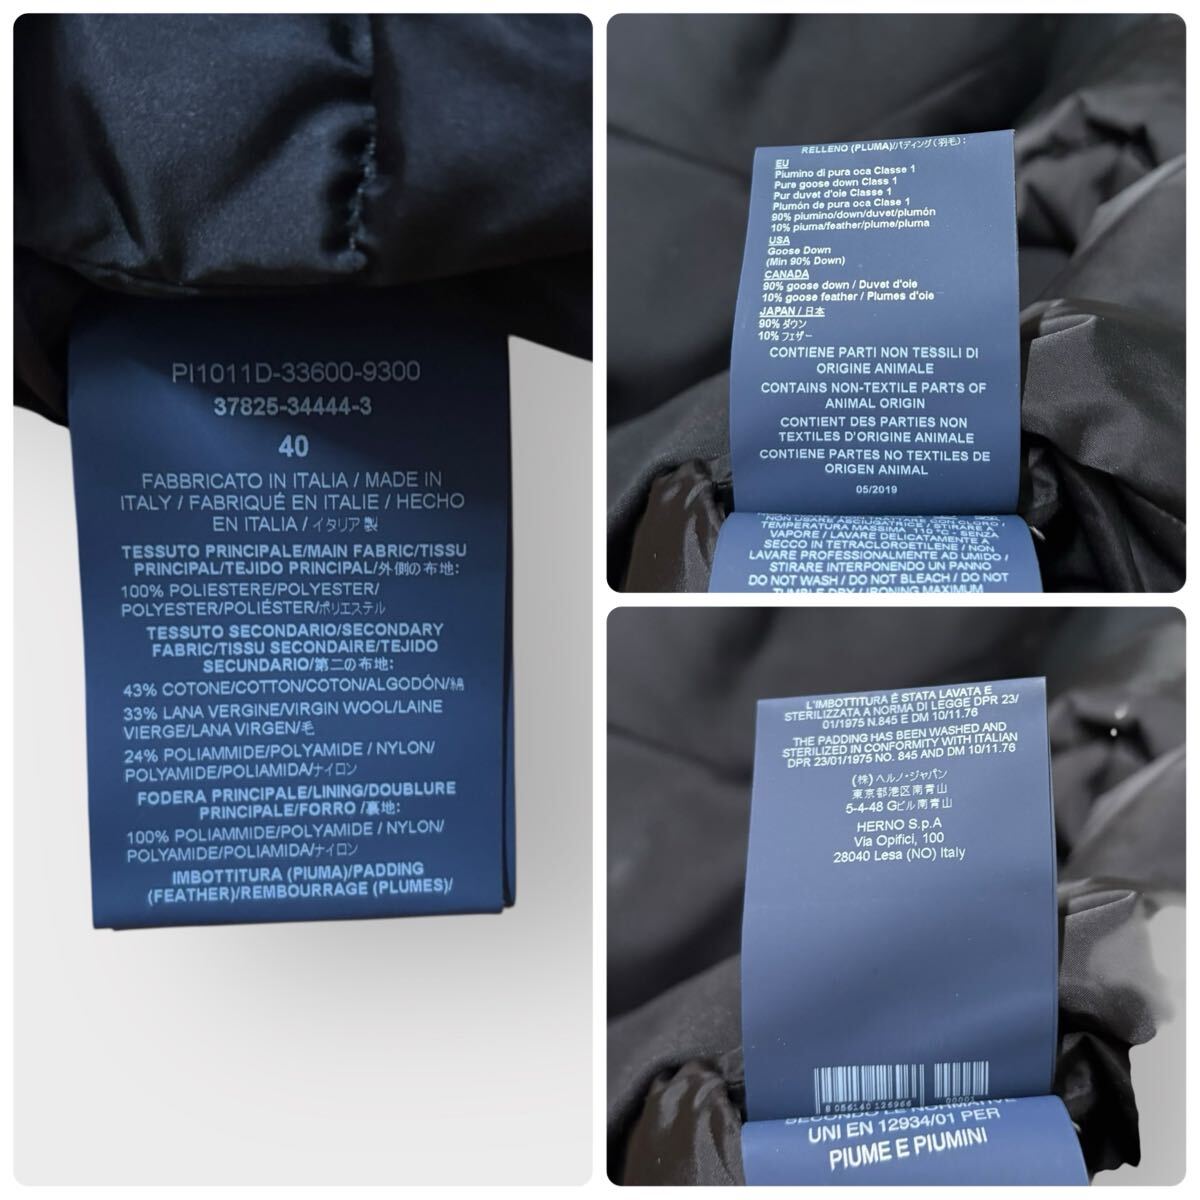 PI1011D-33600-9300
37825-34444-3
40
FABBRICATO IN ITALIA / MADE IN
ITALY / FABRIQUÉ EN ITALIE / HECHO
EN ITALIA / イタリア製
TESSUTO PRINCIPALE/MAIN FABRIC/TISSU
PRINCIPAL/TEJIDO PRINCIPAL/外側の布地:
100% POLIESTERE/POLYESTER/
POLYESTER/POLIÉSTER/ポリエステル
TESSUTO SECONDARIO/SECONDARY
FABRIC/TISSU SECONDAIRE/TEJIDO
SECUNDARIO/第二の布地:
43% COTONE/COTTON/COTON/ALGODÓN/綿
33% LANA VERGINE/VIRGIN WOOL/LAINE
VIERGE/LANA VIRGEN/毛
24% POLIAMMIDE/POLYAMIDE / NYLON/
POLYAMIDE/POLIAMIDA/ナイロン
FODERA PRINCIPALE/LINING/DOUBLURE
PRINCIPALE/FORRO /裏地:
100% POLIAMMIDE/POLYAMIDE / NYLON/
POLYAMIDE/POLIAMIDA/ナイロン
IMBOTTITURA (PIUMA)/PADDING
(FEATHER)/REMBOURRAGE (PLUMES)/
RELLENO (PLUMA)/パディング(羽毛):
EU
Piumino di pura oca Classe 1
Pure goose down Class 1
Pur duvet d'oie Classe 1
Plumón de pura oca Clase 1
90% piumino/down/duvet/plumón
10% piuma/feather/plume/pluma
USA
Goose Down
(Min 90% Down)
CANADA
90% goose down / Duvet d'oie
10% goose feather / Plumes d'oie
JAPAN / 日本
90% ダウン
10% フェザー
CONTIENE PARTI NON TESSILI DI
ORIGINE ANIMALE
CONTAINS NON-TEXTILE PARTS OF
ANIMAL ORIGIN
CONTIENT DES PARTIES NON
TEXTILES D'ORIGINE ANIMALE
CONTIENE PARTES NO TEXTILES DE
ORIGEN ANIMAL
05/2019
NON USARE ASCIUGATRICE
TEMPERATURA MASSIMA 110 °C - SENZA
VAPORE / LAVARE DELICATAMENTE A
SECCO IN TETRACLOROETILENE / NON
LAVARE PROFESSIONALMENTE AD UMIDO /
STIRARE INTERPONENDO UN PANNO
DO NOT WASH / DO NOT BLEACH / DO NOT
TUMBLE DRY / IRONING MAXIMUM
L'IMBOTTITURA È STATA LAVATA E
STERILIZZATA A NORMA DI LEGGE DPR 23/
01/1975 N.845 E DM 10/11.76
THE PADDING HAS BEEN WASHED AND
STERILIZED IN CONFORMITY WITH ITALIAN
DPR 23/01/1975 NO. 845 AND DM 10/11.76
(株) ヘルノ・ジャパン
東京都港区南青山
5-4-48 Gビル南青山
HERNO S.p.A
Via Opifici, 100
28040 Lesa (NO) Italy
8 056140 125966 00001
SECONDO LE NORMATIVE
UNI EN 12934/01 PER
PIUME E PIUMINI